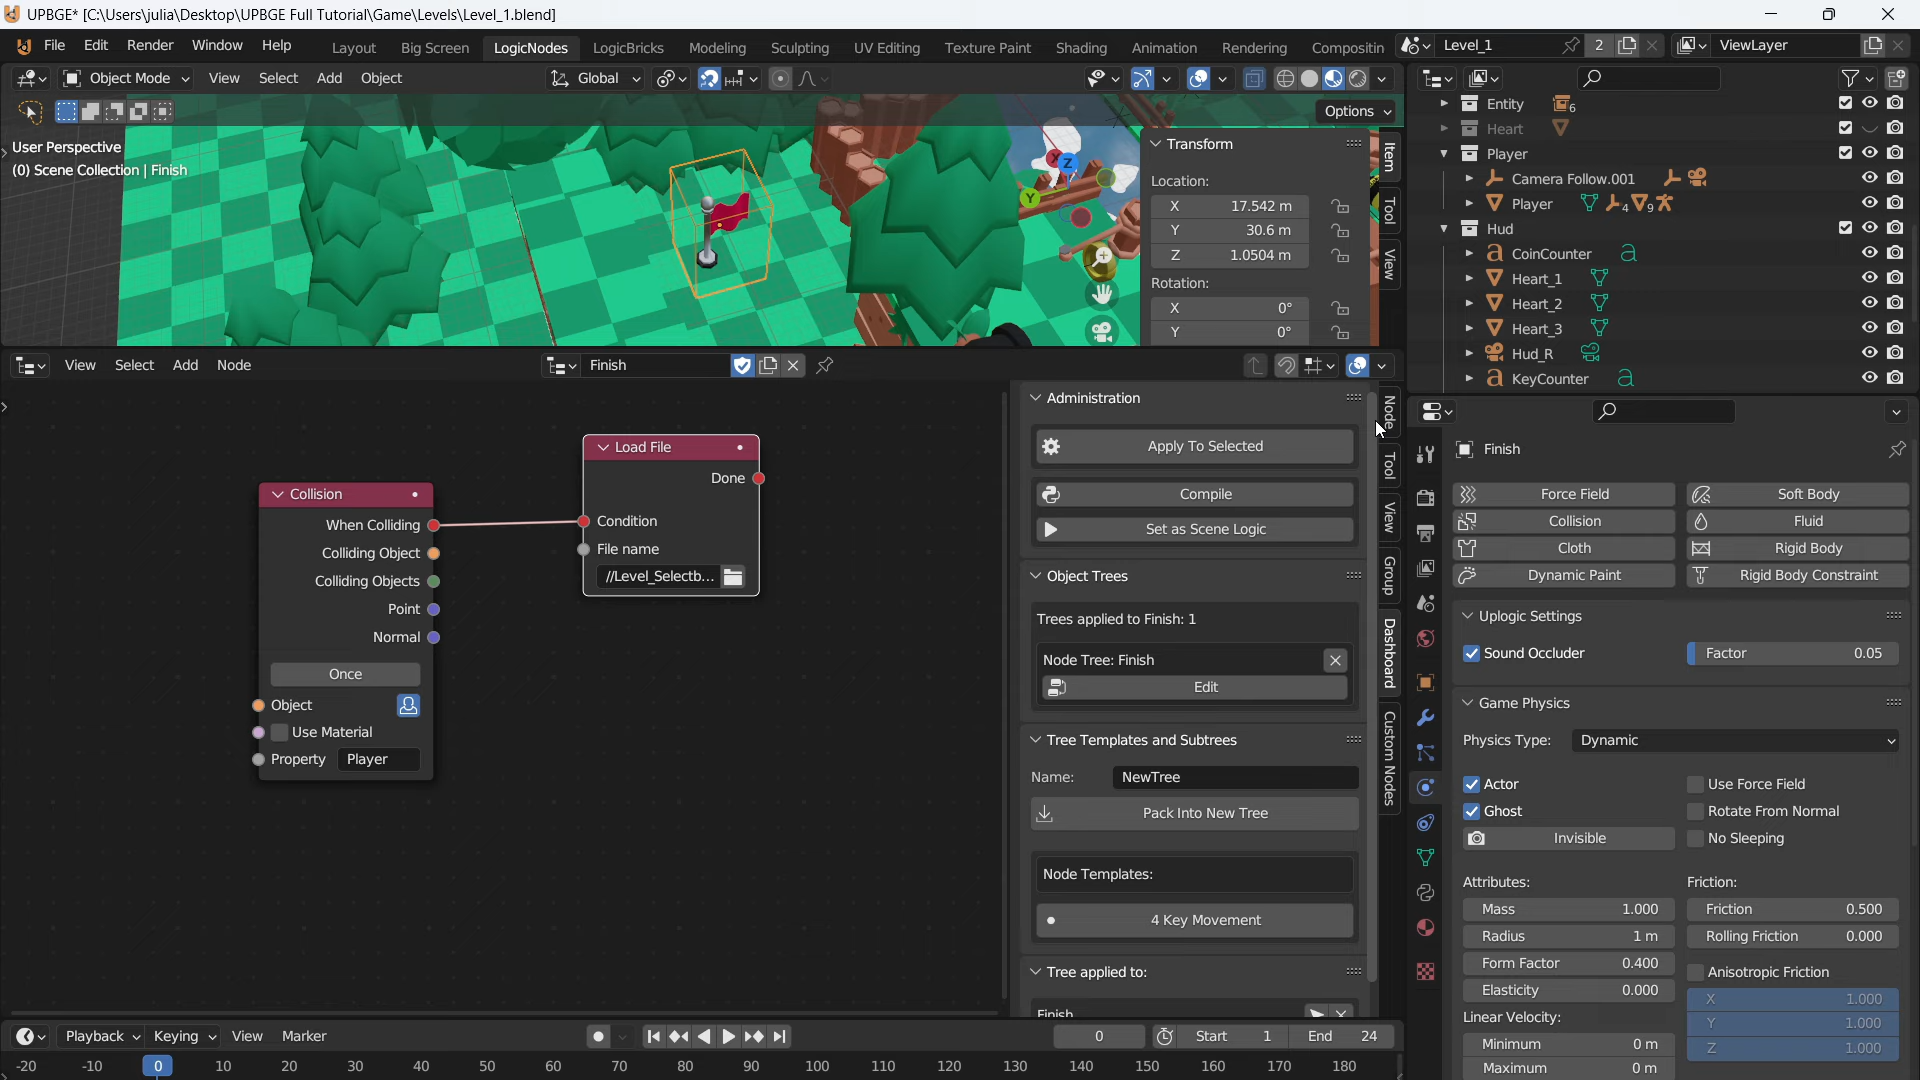 UPBGE* [C:\Users\julia\Desktop\UPBGE Full Tutorial\Game\Levels\Level_1.blend]
File Edit Render Window Help Layout Big Screen LogicNodes LogicBricks Modeling Sculpting UV Editing Texture Paint Shading Animation Rendering Compositin Level_1 2 ViewLayer
Object Mode View Select Add Object Global
Options
User Perspective
(0) Scene Collection | Finish
Transform
Location:
X 17.542 m
Y 30.6 m
Z 1.0504 m
Rotation:
X 0°
Y 0°
Item
Tool
View
X
Y
Z
Entity 6
Heart
Player
Camera Follow.001
Player 4 9
Hud
CoinCounter
Heart_1
Heart_2
Heart_3
Hud_R
KeyCounter
View Select Add Node Finish
Collision
When Colliding
Colliding Object
Colliding Objects
Point
Normal
Once
Object
Use Material
Property Player
Load File
Done
Condition
File name
//Level_Selectb...
Administration
Apply To Selected
Compile
Set as Scene Logic
Object Trees
Trees applied to Finish: 1
Node Tree: Finish
Edit
Tree Templates and Subtrees
Name: NewTree
Pack Into New Tree
Node Templates:
4 Key Movement
Tree applied to:
Finish
Node
Tool
View
Group
Dashboard
Custom Nodes
Finish
Force Field Soft Body
Collision Fluid
Cloth Rigid Body
Dynamic Paint Rigid Body Constraint
Uplogic Settings
Sound Occluder Factor 0.05
Game Physics
Physics Type: Dynamic
Actor Use Force Field
Ghost Rotate From Normal
Invisible No Sleeping
Attributes: Friction:
Mass 1.000 Friction 0.500
Radius 1 m Rolling Friction 0.000
Form Factor 0.400 Anisotropic Friction
Elasticity 0.000 X 1.000
Linear Velocity: Y 1.000
Minimum 0 m Z 1.000
Maximum 0 m
Playback Keying View Marker 0 Start 1 End 24
-20 -10 0 10 20 30 40 50 60 70 80 90 100 110 120 130 140 150 160 170 180